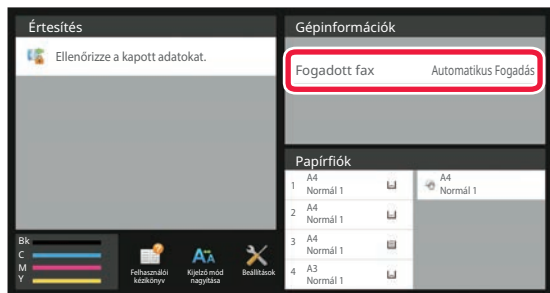 Értesítés
Ellenőrizze a kapott adatokat.
Gépinformációk
Fogadott fax Automatikus Fogadás
Papírfiók
1 A4
Normál 1
A4
Normál 1
2 A4
Normál 1
3 A4
Normál 1
4 A3
Normál 1
Bk
C
M
Y
Felhasználói
kézikönyv
Kijelző mód
nagyítása
Beállítások